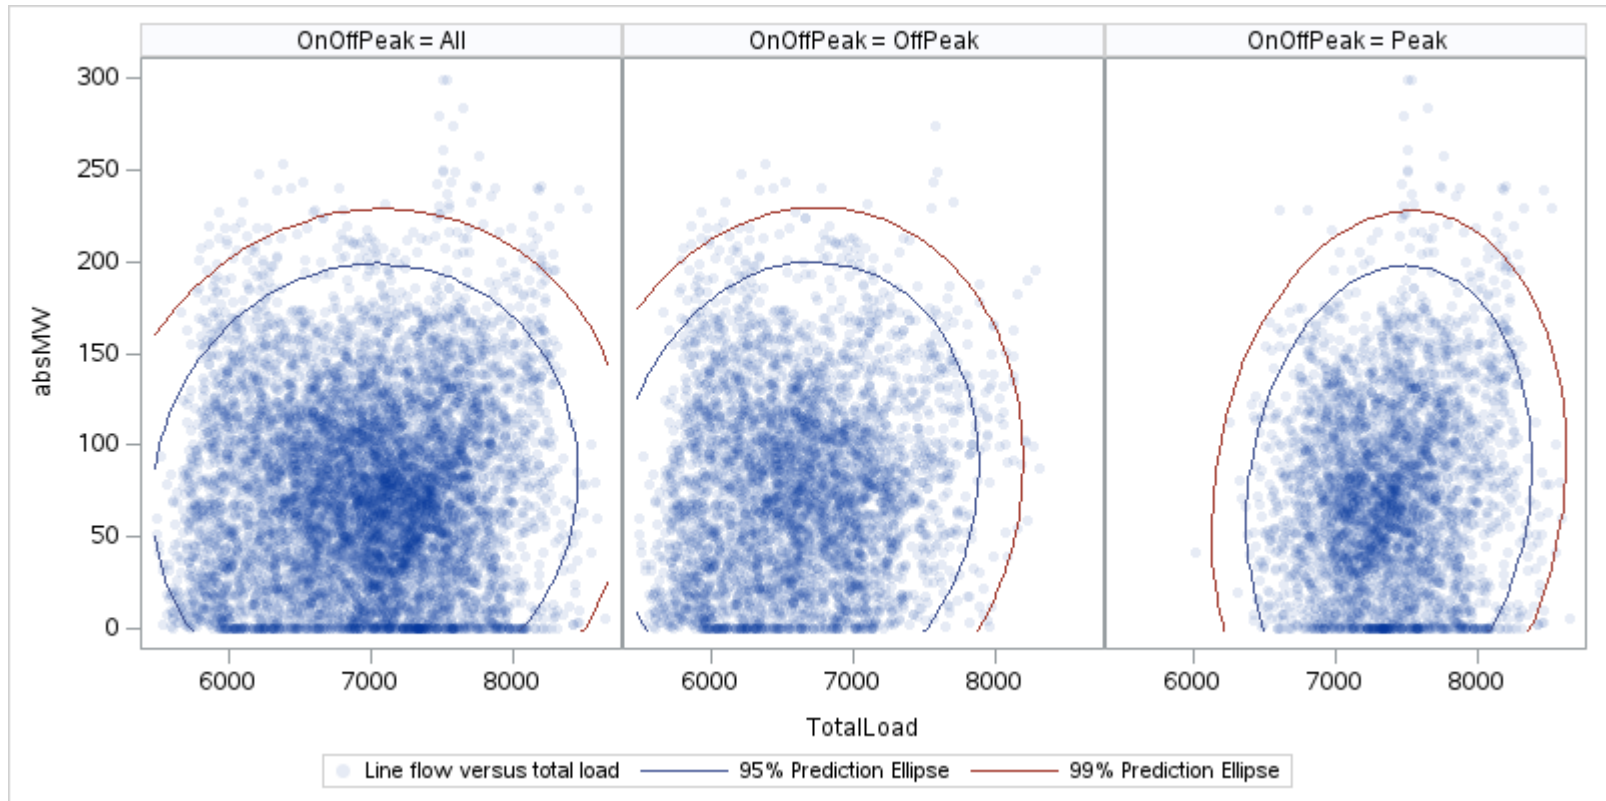 OnOffPeak = All
OnOffPeak = OffPeak
OnOffPeak = Peak
300
250
200
150
100
50
0
absMW
6000 7000 8000
6000 7000 8000
6000 7000 8000
TotalLoad
Line flow versus total load
95% Prediction Ellipse
99% Prediction Ellipse